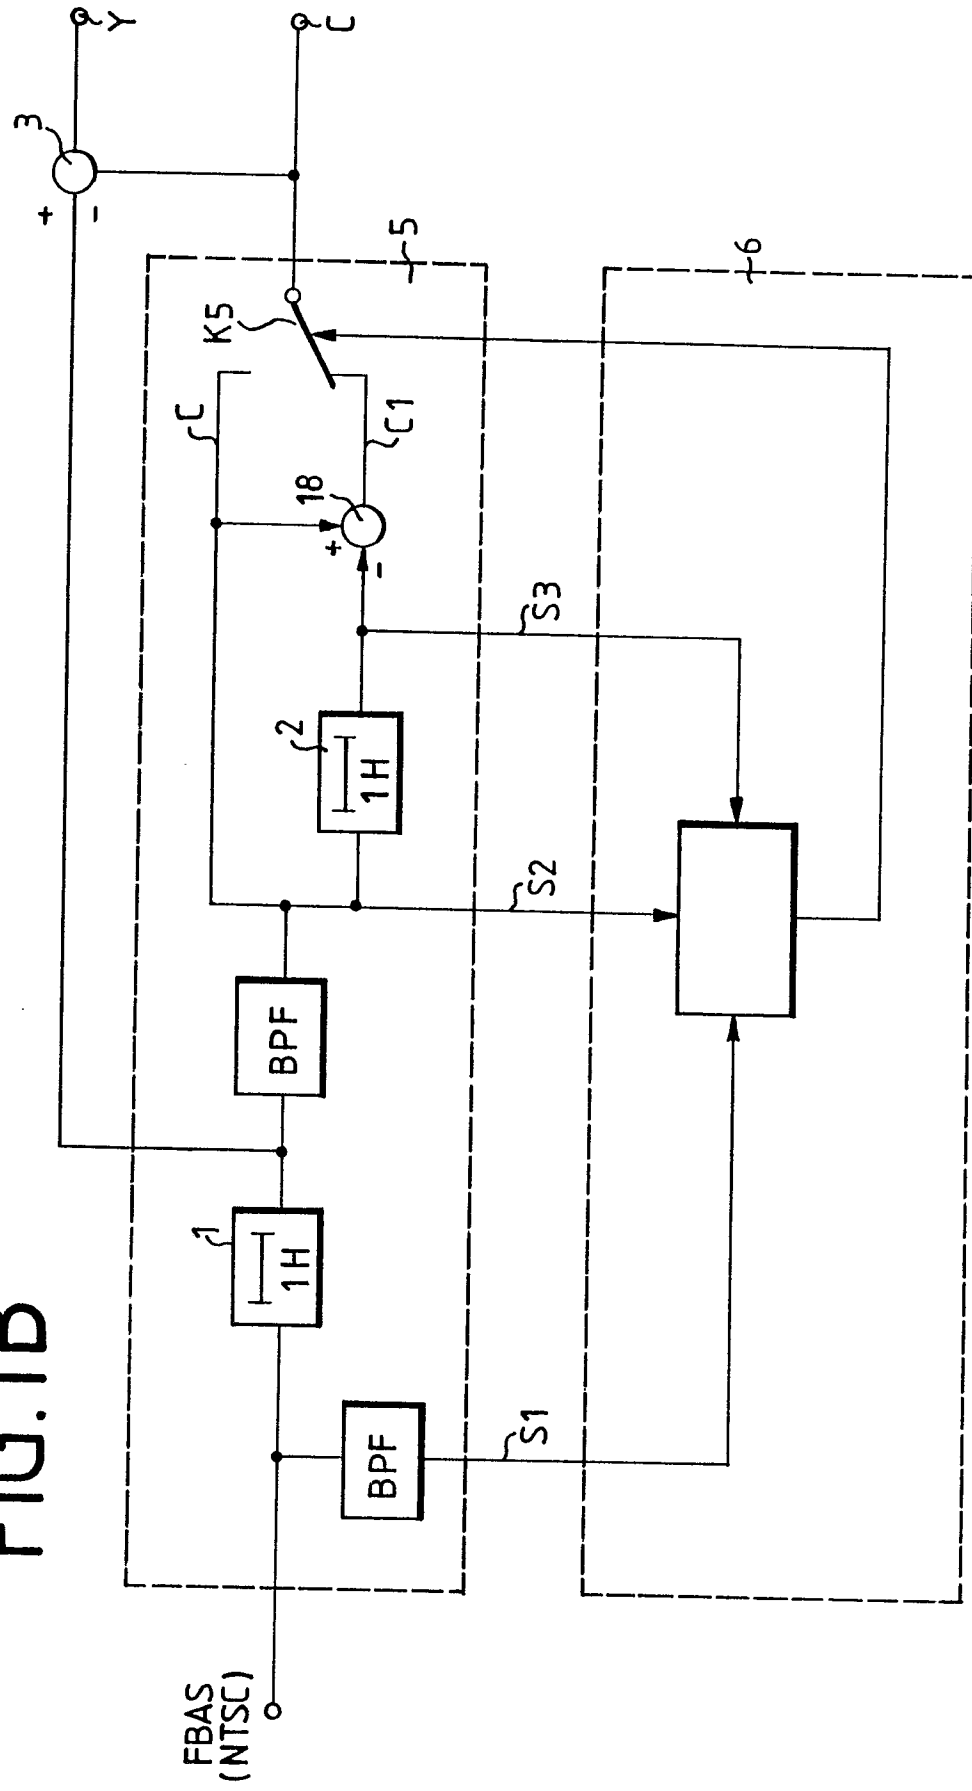 FIG.1B
FBAS
(NTSC)
BPF
S1
1
1H
BPF
S2
2
1H
S3
18
+
-
C
C1
K5
5
6
3
+
-
Y
C